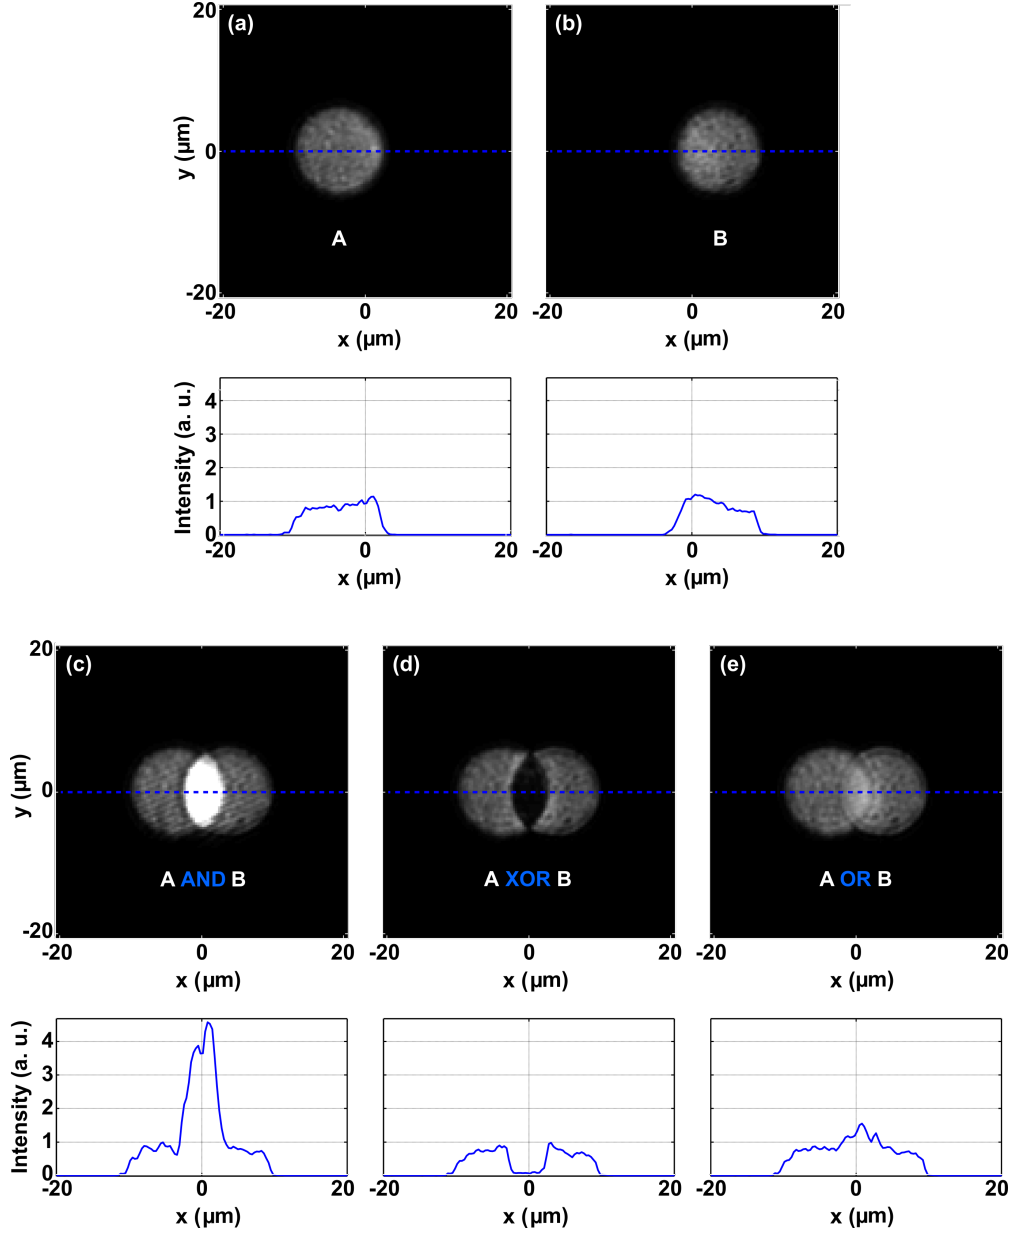 20
(a)
(b)
y (µm)
0
A
B
-20
-20 0 20
-20 0 20
x (µm)
x (µm)
Intensity (a. u.)
4
3
2
1
0
-20 0 20
-20 0 20
x (µm)
x (µm)
20
(c)
(d)
(e)
y (µm)
0
A AND B
A XOR B
A OR B
-20
-20 0 20
-20 0 20
-20 0 20
x (µm)
x (µm)
x (µm)
Intensity (a. u.)
4
3
2
1
0
-20 0 20
-20 0 20
-20 0 20
x (µm)
x (µm)
x (µm)